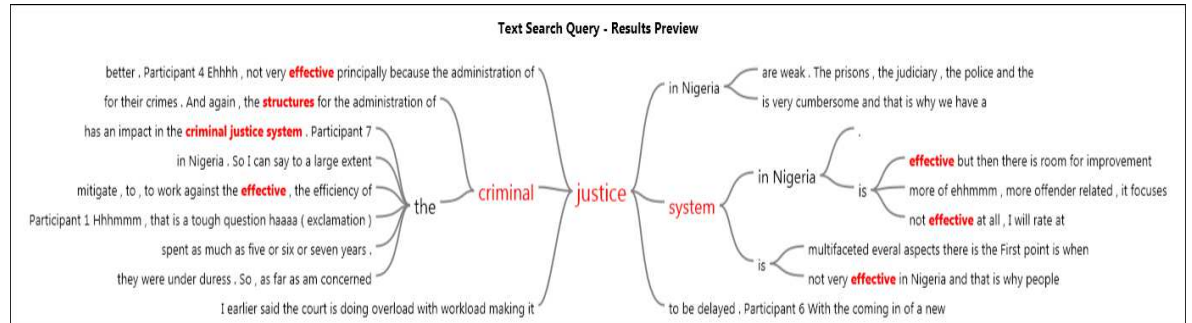 Text Search Query - Results Preview
better . Participant 4 Ehhhh , not very effective principally because the administration of
for their crimes . And again , the structures for the administration of
has an impact in the criminal justice system . Participant 7
in Nigeria . So I can say to a large extent
mitigate , to , to work against the effective , the efficiency of
Participant 1 Hhhmmm , that is a tough question haaaa ( exclamation )
spent as much as five or six or seven years .
they were under duress . So , as far as am concerned
I earlier said the court is doing overload with workload making it
the
criminal
justice
in Nigeria
are weak . The prisons , the judiciary , the police and the
is very cumbersome and that is why we have a
system
in Nigeria
.
is
effective but then there is room for improvement
more of ehhmmm , more offender related , it focuses
not effective at all , I will rate at
is
multifaceted everal aspects there is the First point is when
not very effective in Nigeria and that is why people
to be delayed . Participant 6 With the coming in of a new